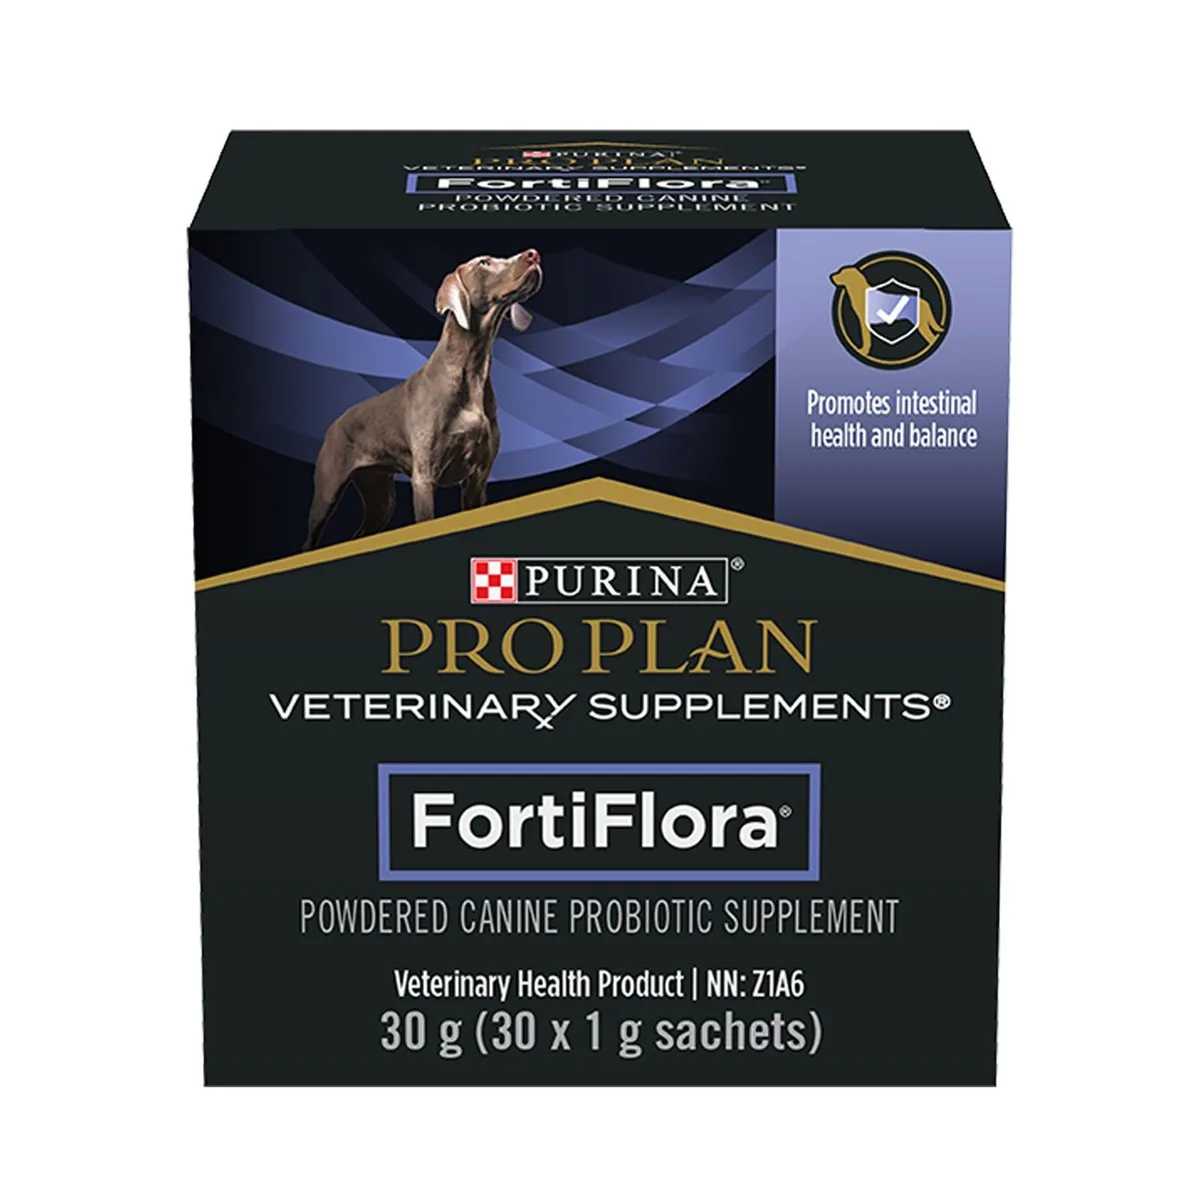 PURINA
PRO PLAN
VETERINARY SUPPLEMENTS®
FortiFlora®
POWDERED CANINE
PROBIOTIC SUPPLEMENT
Promotes intestinal
health and balance
PURINA®
PRO PLAN
VETERINARY SUPPLEMENTS®
FortiFlora®
POWDERED CANINE PROBIOTIC SUPPLEMENT
Veterinary Health Product | NN: Z1A6
30 g (30 x 1 g sachets)